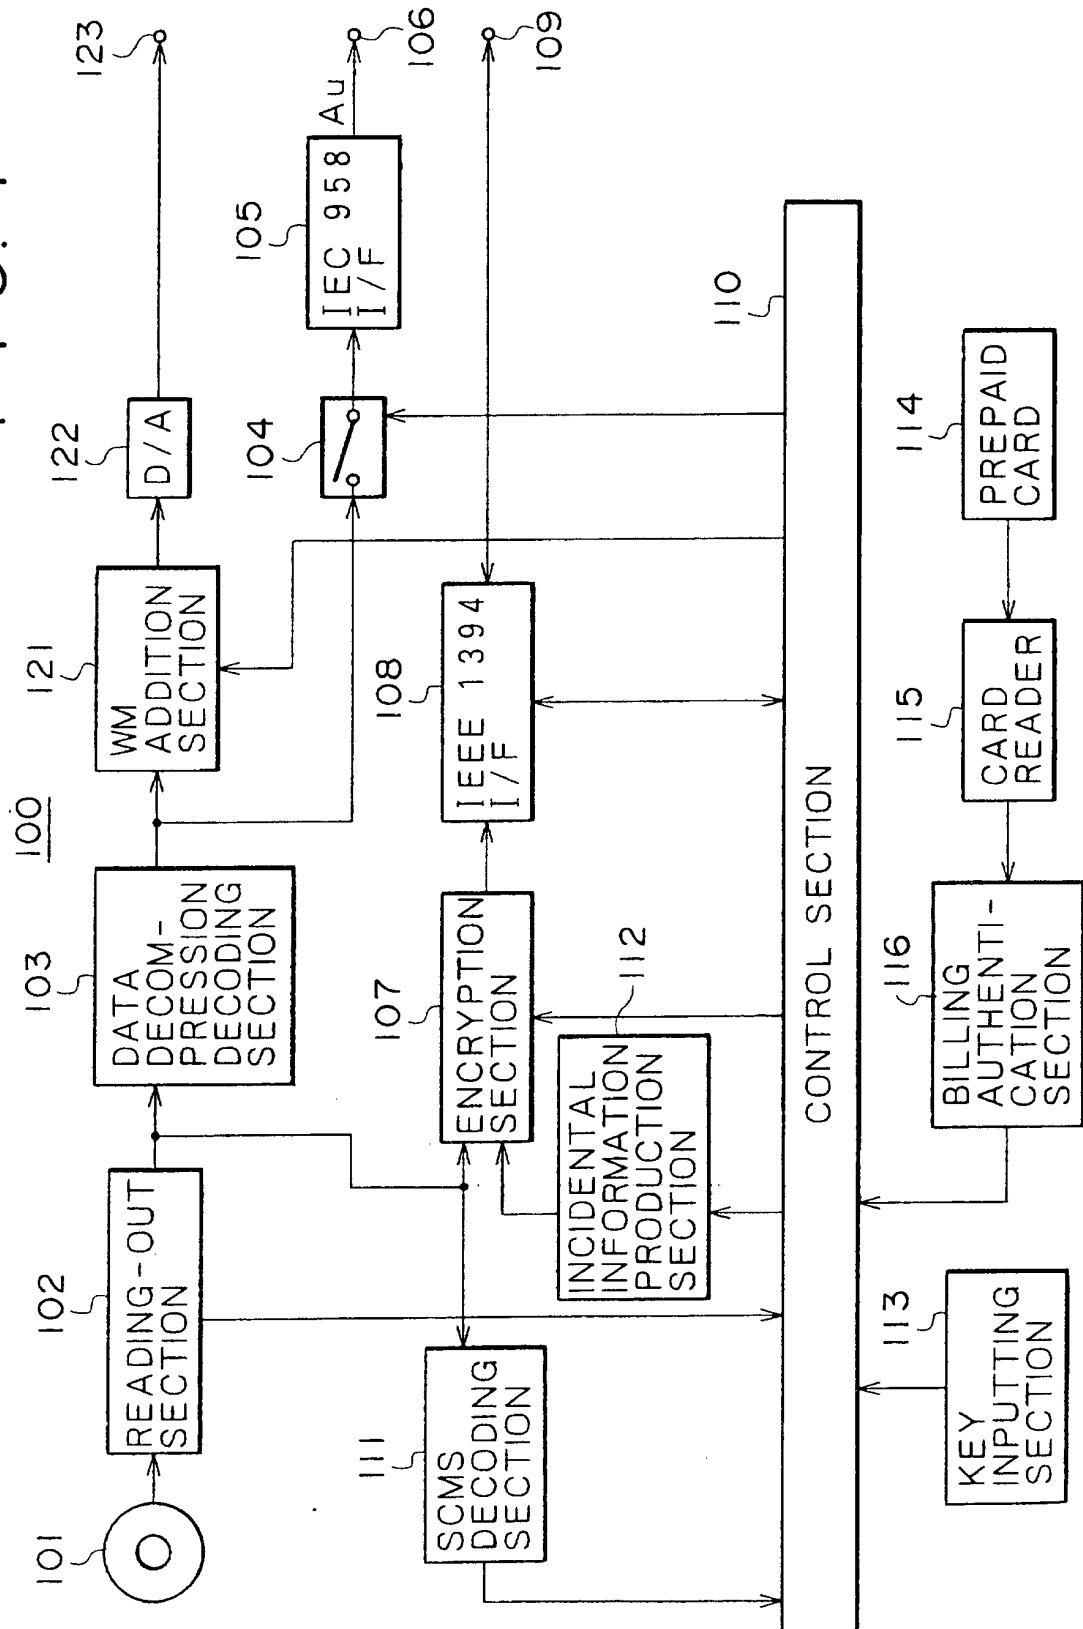 100
101
102
READING-OUT
SECTION
103
DATA
DECOM-
PRESSION
DECODING
SECTION
121
WM
ADDITION
SECTION
122
D/A
123
104
105
IEC 958
I/F
Au
106
107
ENCRYPTION
SECTION
108
IEEE 1394
I/F
109
111
SCMS
DECODING
SECTION
112
INCIDENTAL
INFORMATION
PRODUCTION
SECTION
110
CONTROL SECTION
113
KEY
INPUTTING
SECTION
116
BILLING
AUTHENTI-
CATION
SECTION
115
CARD
READER
114
PREPAID
CARD